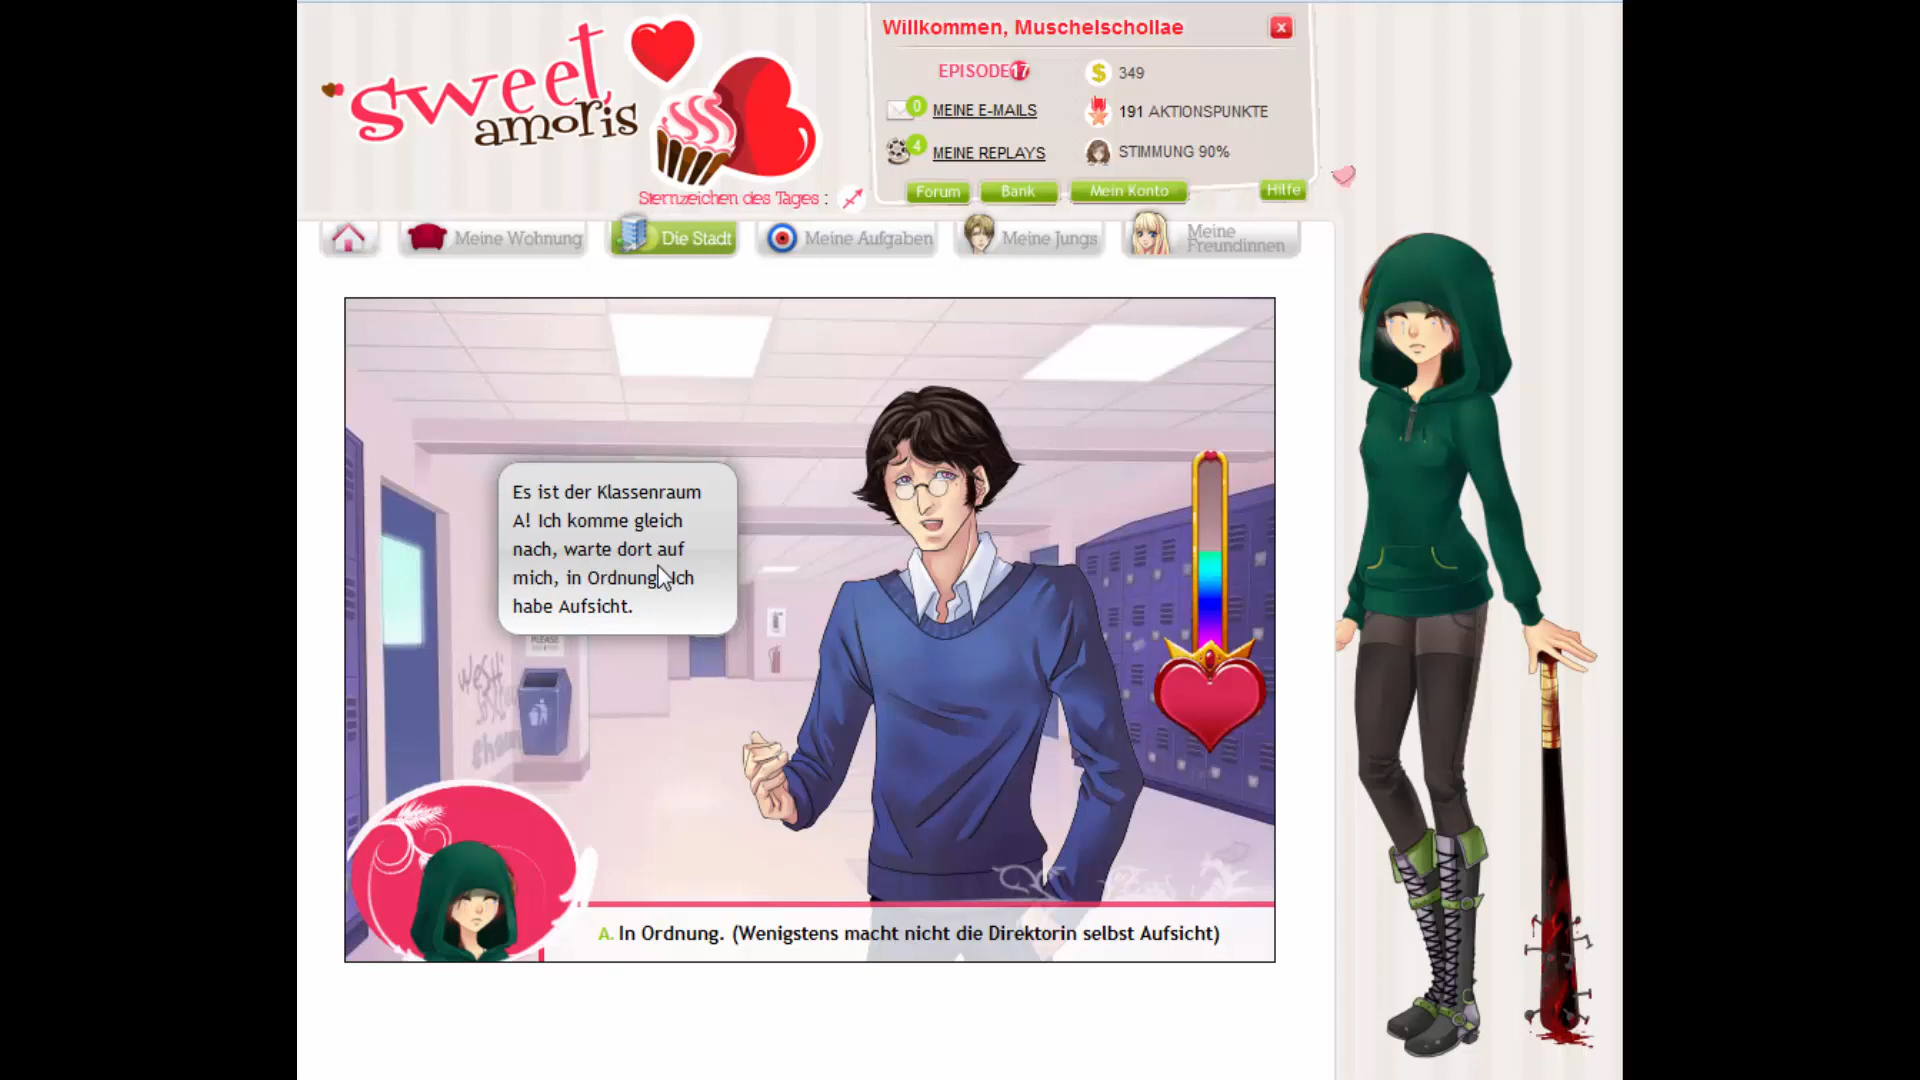 Sweet
amoris
Sternzeichen des Tages :
Willkommen, Muschelschollae
x
EPISODE 17
$ 349
0 MEINE E-MAILS
191 AKTIONSPUNKTE
4 MEINE REPLAYS
STIMMUNG 90%
Forum
Bank
Mein Konto
Hilfe
Meine Wohnung
Die Stadt
Meine Aufgaben
Meine Jungs
Meine
Freundinnen
Es ist der Klassenraum
A! Ich komme gleich
nach, warte dort auf
mich, in Ordnung Ich
habe Aufsicht.
PLEASE
A. In Ordnung. (Wenigstens macht nicht die Direktorin selbst Aufsicht)